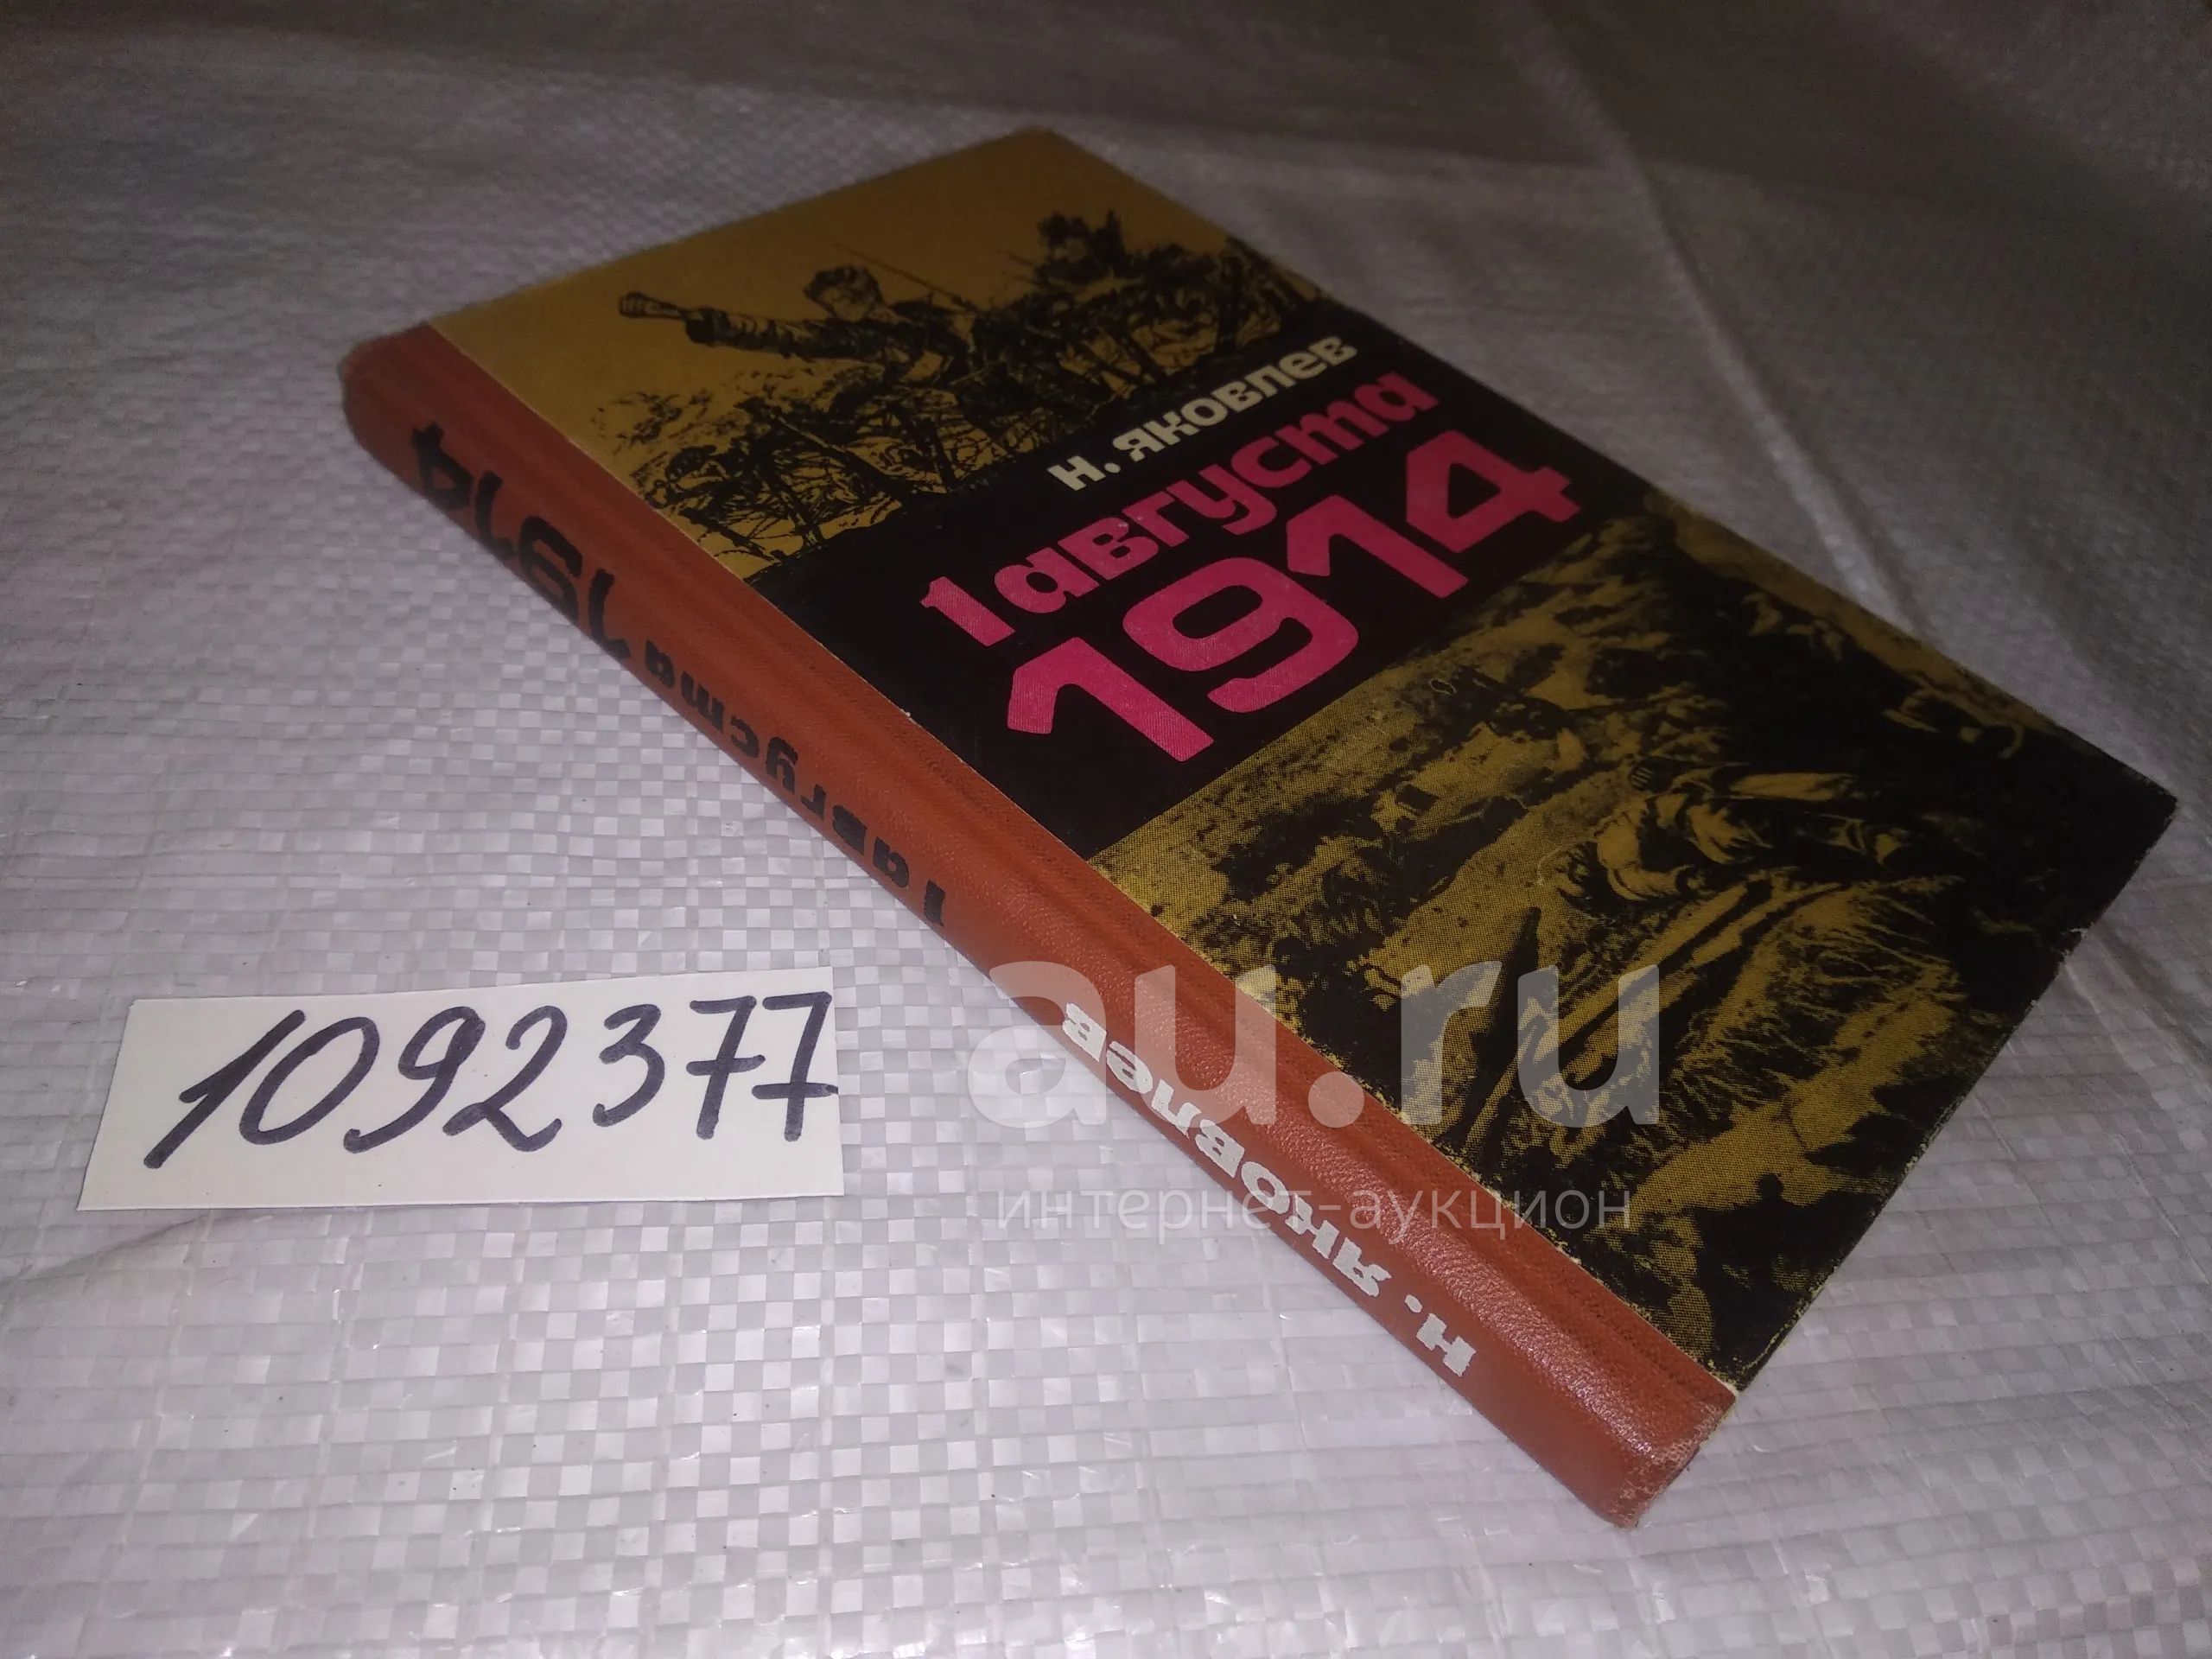 Н. Яковлев
1 августа
1914
1 августа 1914
Н. Яковлев
1092377
au.ru
интернет-аукцион